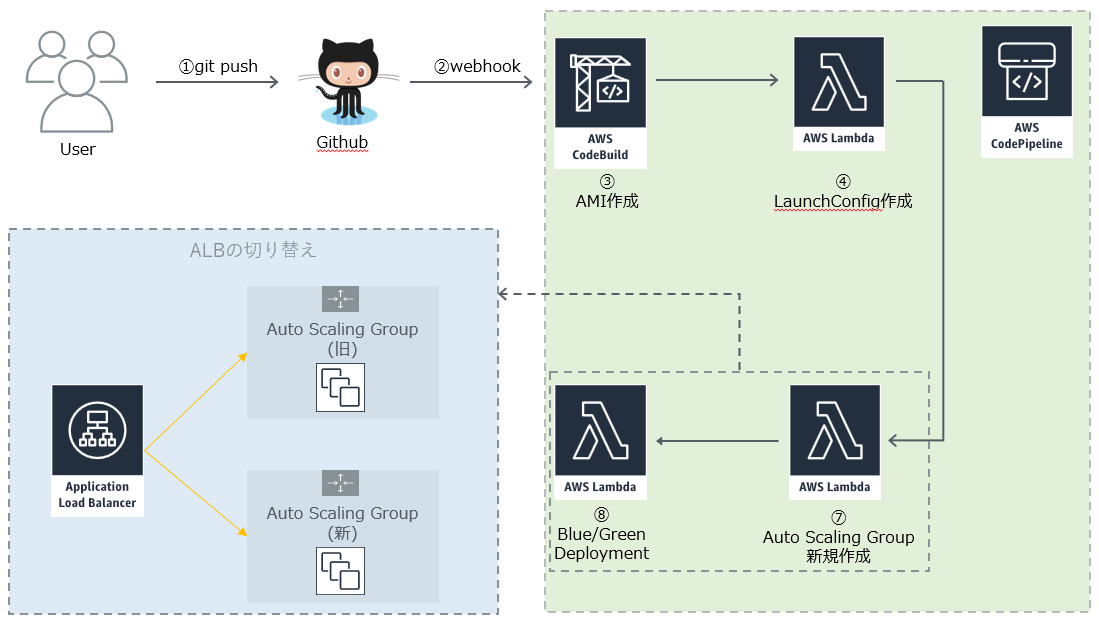 ①git push
②webhook
User
Github
AWS
CodeBuild
③
AMI作成
AWS Lambda
④
LaunchConfig作成
AWS
CodePipeline
ALBの切り替え
Auto Scaling Group
(旧)
Application
Load Balancer
Auto Scaling Group
(新)
AWS Lambda
⑧
Blue/Green
Deployment
AWS Lambda
⑦
Auto Scaling Group
新規作成